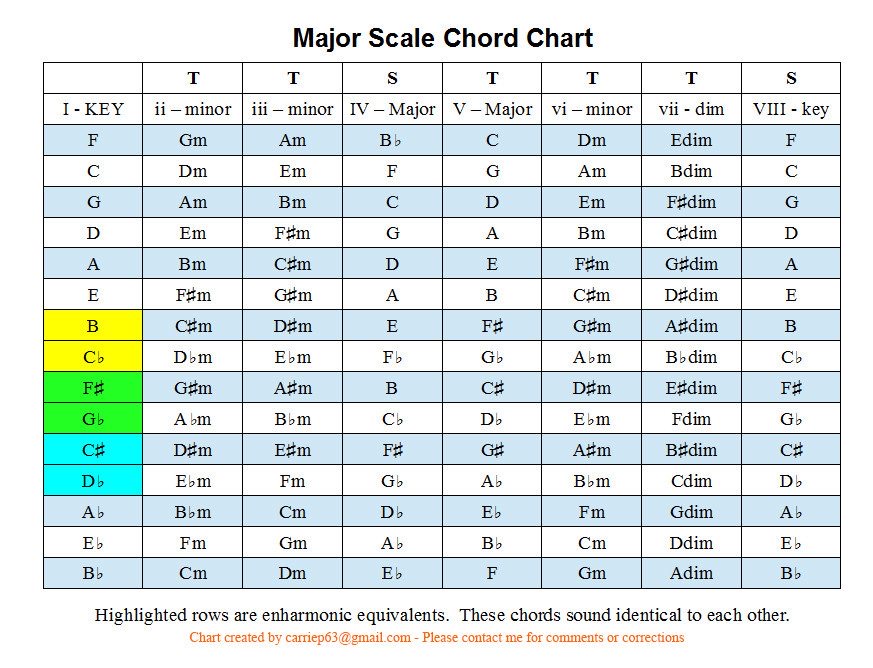 Major Scale Chord Chart
T T S T T T S
I - KEY ii – minor iii – minor IV – Major V – Major vi – minor vii - dim VIII - key
F Gm Am B♭ C Dm Edim F
C Dm Em F G Am Bdim C
G Am Bm C D Em F♯dim G
D Em F♯m G A Bm C♯dim D
A Bm C♯m D E F♯m G♯dim A
E F♯m G♯m A B C♯m D♯dim E
B C♯m D♯m E F♯ G♯m A♯dim B
C♭ D♭m E♭m F♭ G♭ A♭m B♭dim C♭
F♯ G♯m A♯m B C♯ D♯m E♯dim F♯
G♭ A♭m B♭m C♭ D♭ E♭m Fdim G♭
C♯ D♯m E♯m F♯ G♯ A♯m B♯dim C♯
D♭ E♭m Fm G♭ A♭ B♭m Cdim D♭
A♭ B♭m Cm D♭ E♭ Fm Gdim A♭
E♭ Fm Gm A♭ B♭ Cm Ddim E♭
B♭ Cm Dm E♭ F Gm Adim B♭
Highlighted rows are enharmonic equivalents. These chords sound identical to each other.
Chart created by carriep63@gmail.com - Please contact me for comments or corrections